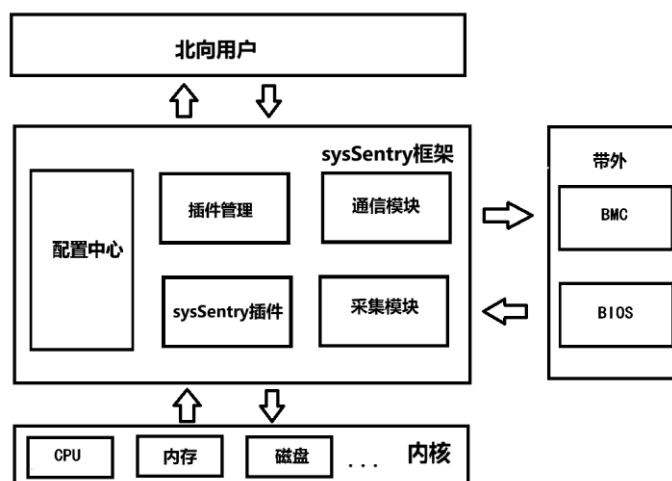 北向用户
sysSentry框架
配置中心
插件管理
通信模块
sysSentry插件
采集模块
带外
BMC
BIOS
CPU
内存
磁盘
...
内核